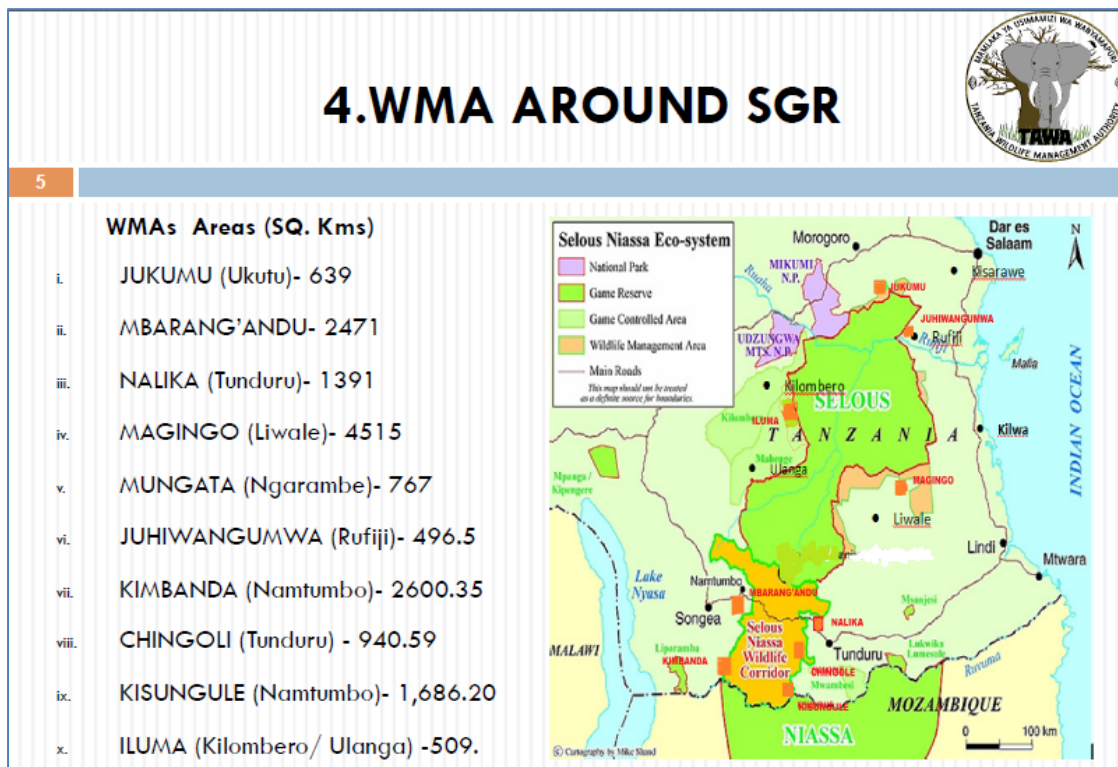 4.WMA AROUND SGR
MAMLAKA YA USIMAMIZI WA WANYAMAPORI
TAWA
TANZANIA WILDLIFE MANAGEMENT AUTHORITY
5
WMAs Areas (SQ. Kms)
i. JUKUMU (Ukutu)- 639
ii. MBARANG'ANDU- 2471
iii. NALIKA (Tunduru)- 1391
iv. MAGINGO (Liwale)- 4515
v. MUNGATA (Ngarambe)- 767
vi. JUHIWANGUMWA (Rufiji)- 496.5
vii. KIMBANDA (Namtumbo)- 2600.35
viii. CHINGOLI (Tunduru) - 940.59
ix. KISUNGULE (Namtumbo)- 1,686.20
x. ILUMA (Kilombero/ Ulanga) -509.
Selous Niassa Eco-system
National Park
Game Reserve
Game Controlled Area
Wildlife Management Area
Main Roads
This map should not be treated
as a definite source for boundaries.
Morogoro
Dar es
Salaam
N
Kisarawe
MIKUMI
N.P.
Ruaha
JUKUMU
JUHIWANGUMWA
Rufiji
UDZUNGWA
MTS. N.P.
Mafia
Kilombero
SELOUS
ILUMA
TANZANIA
Kilwa
INDIAN OCEAN
Mahenge
Ulanga
Mpanga /
Kipengere
MAGINGO
Liwale
Lindi
Mtwara
Lake
Nyasa
Namtumbo
MBARANG'ANDU
Songea
Msanjesi
NALIKA
Selous
Niassa
Wildlife
Corridor
Tunduru
Lukwika
Lumesule
Ruvuma
MALAWI
Liparamba
KIMBANDA
CHINGOLE
Mwambesi
KISUNGULE
MOZAMBIQUE
NIASSA
0 100 km
© Cartography by Mike Shand